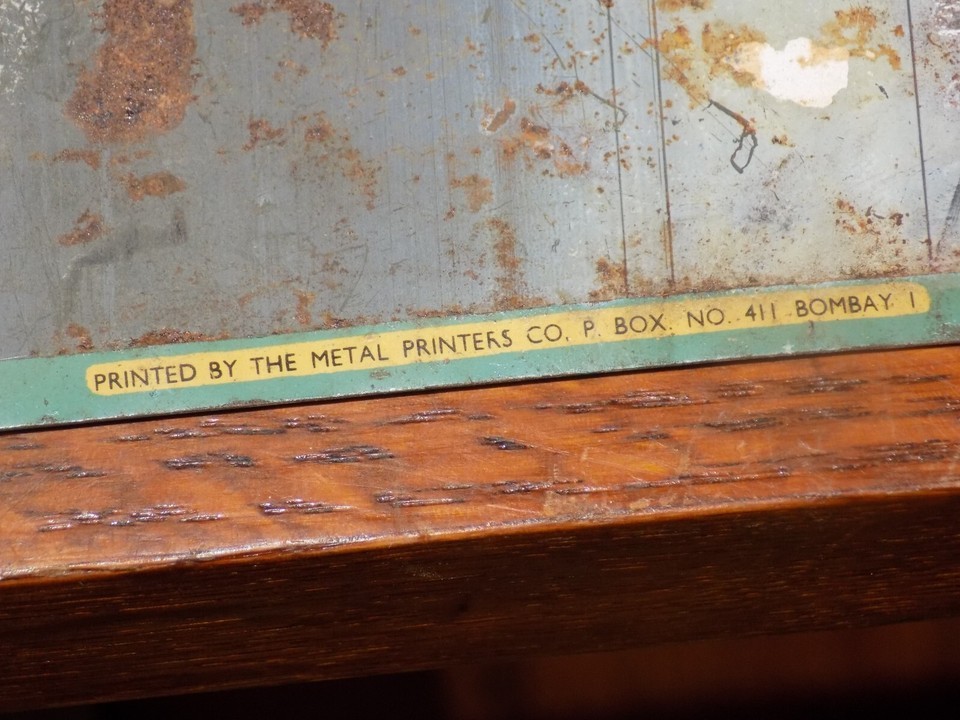 PRINTED BY THE METAL PRINTERS CO, P. BOX. NO. 411 BOMBAY 1